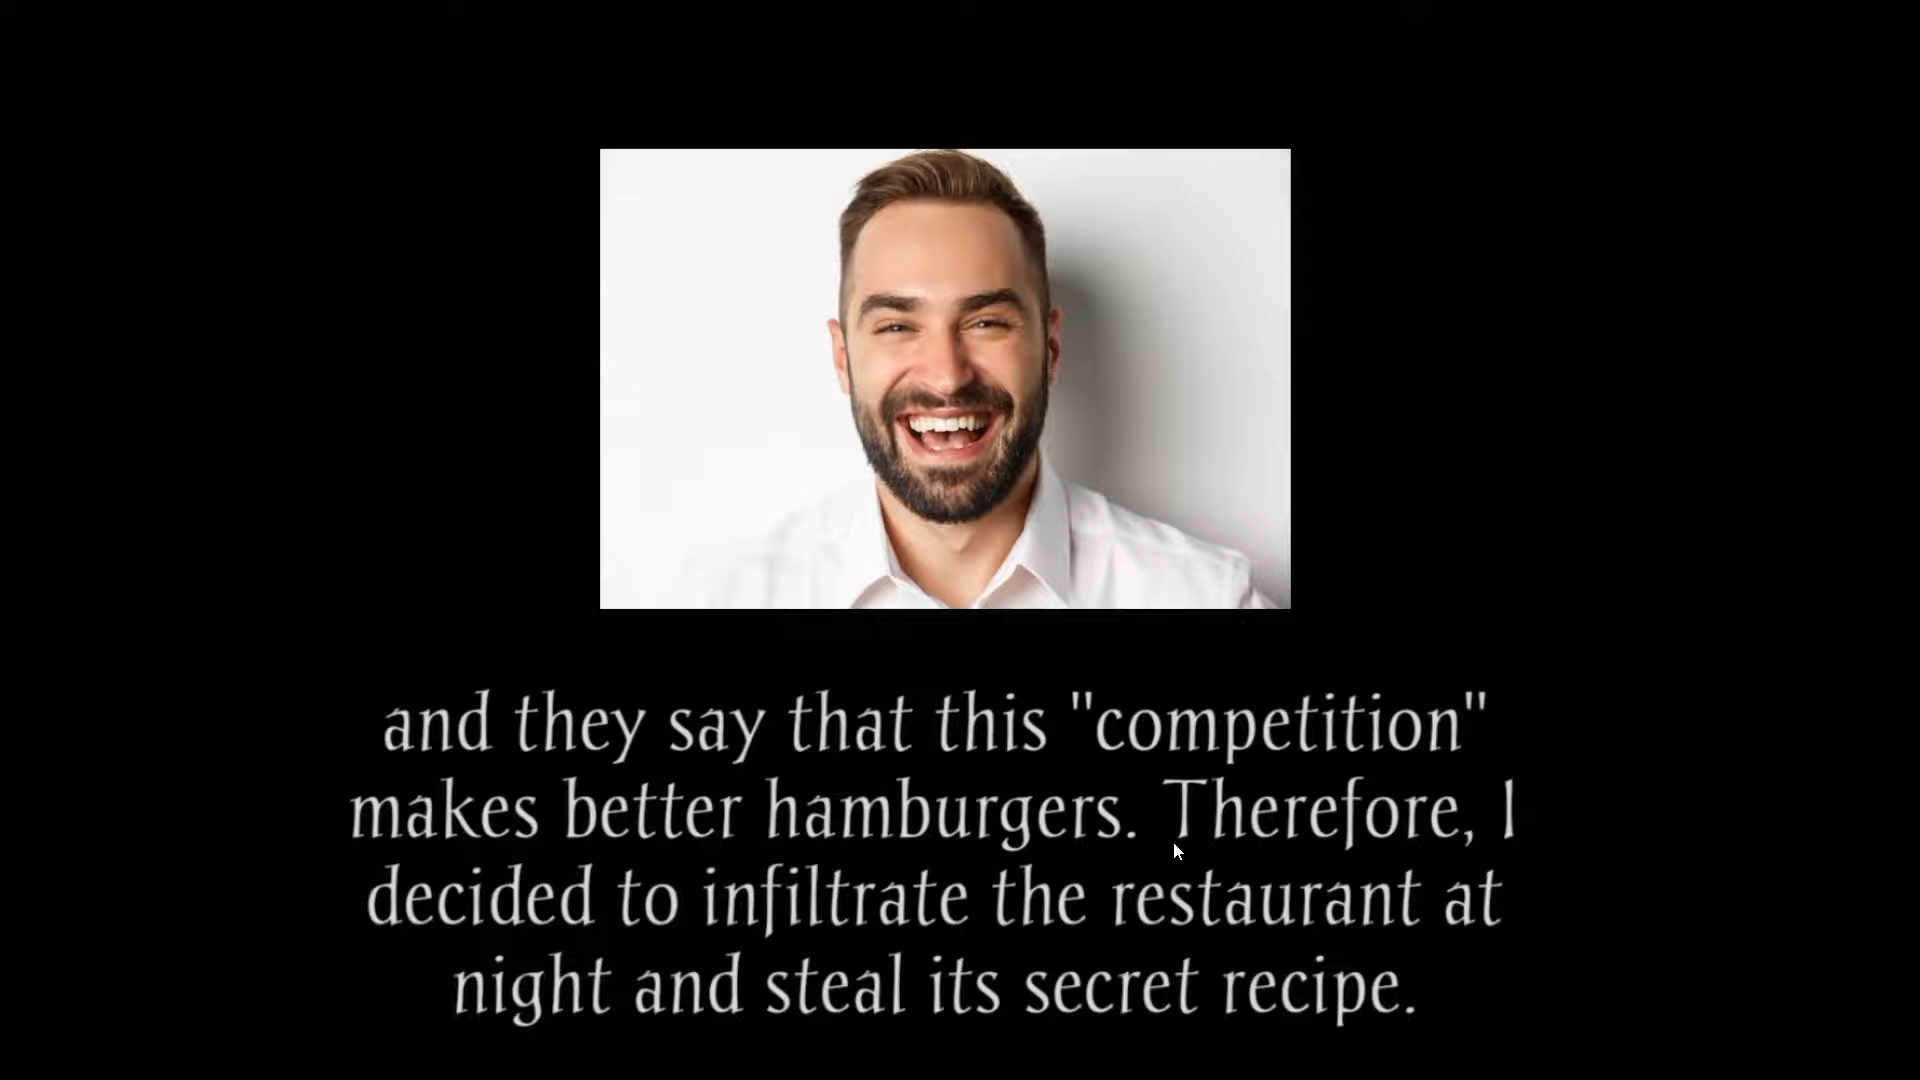 and they say that this "competition"
makes better hamburgers. Therefore, I
decided to infiltrate the restaurant at
night and steal its secret recipe.